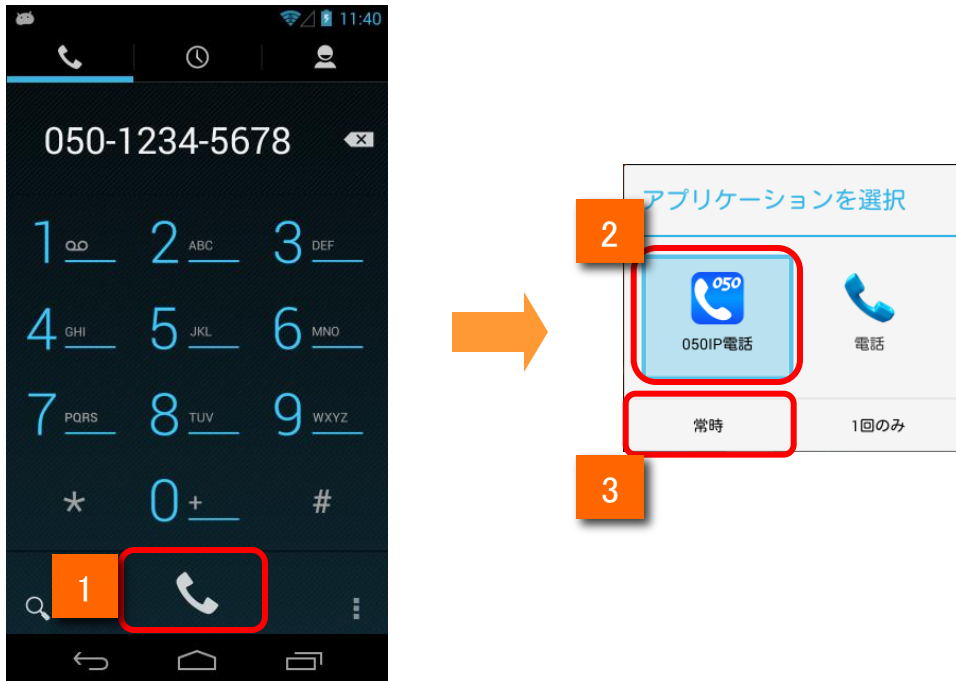 11:40
050-1234-5678
1 2 ABC 3 DEF
4 GHI 5 JKL 6 MNO
7 PQRS 8 TUV 9 WXYZ
* 0 + #
1
アプリケーションを選択
2
050
050IP電話 電話
常時 1回のみ
3